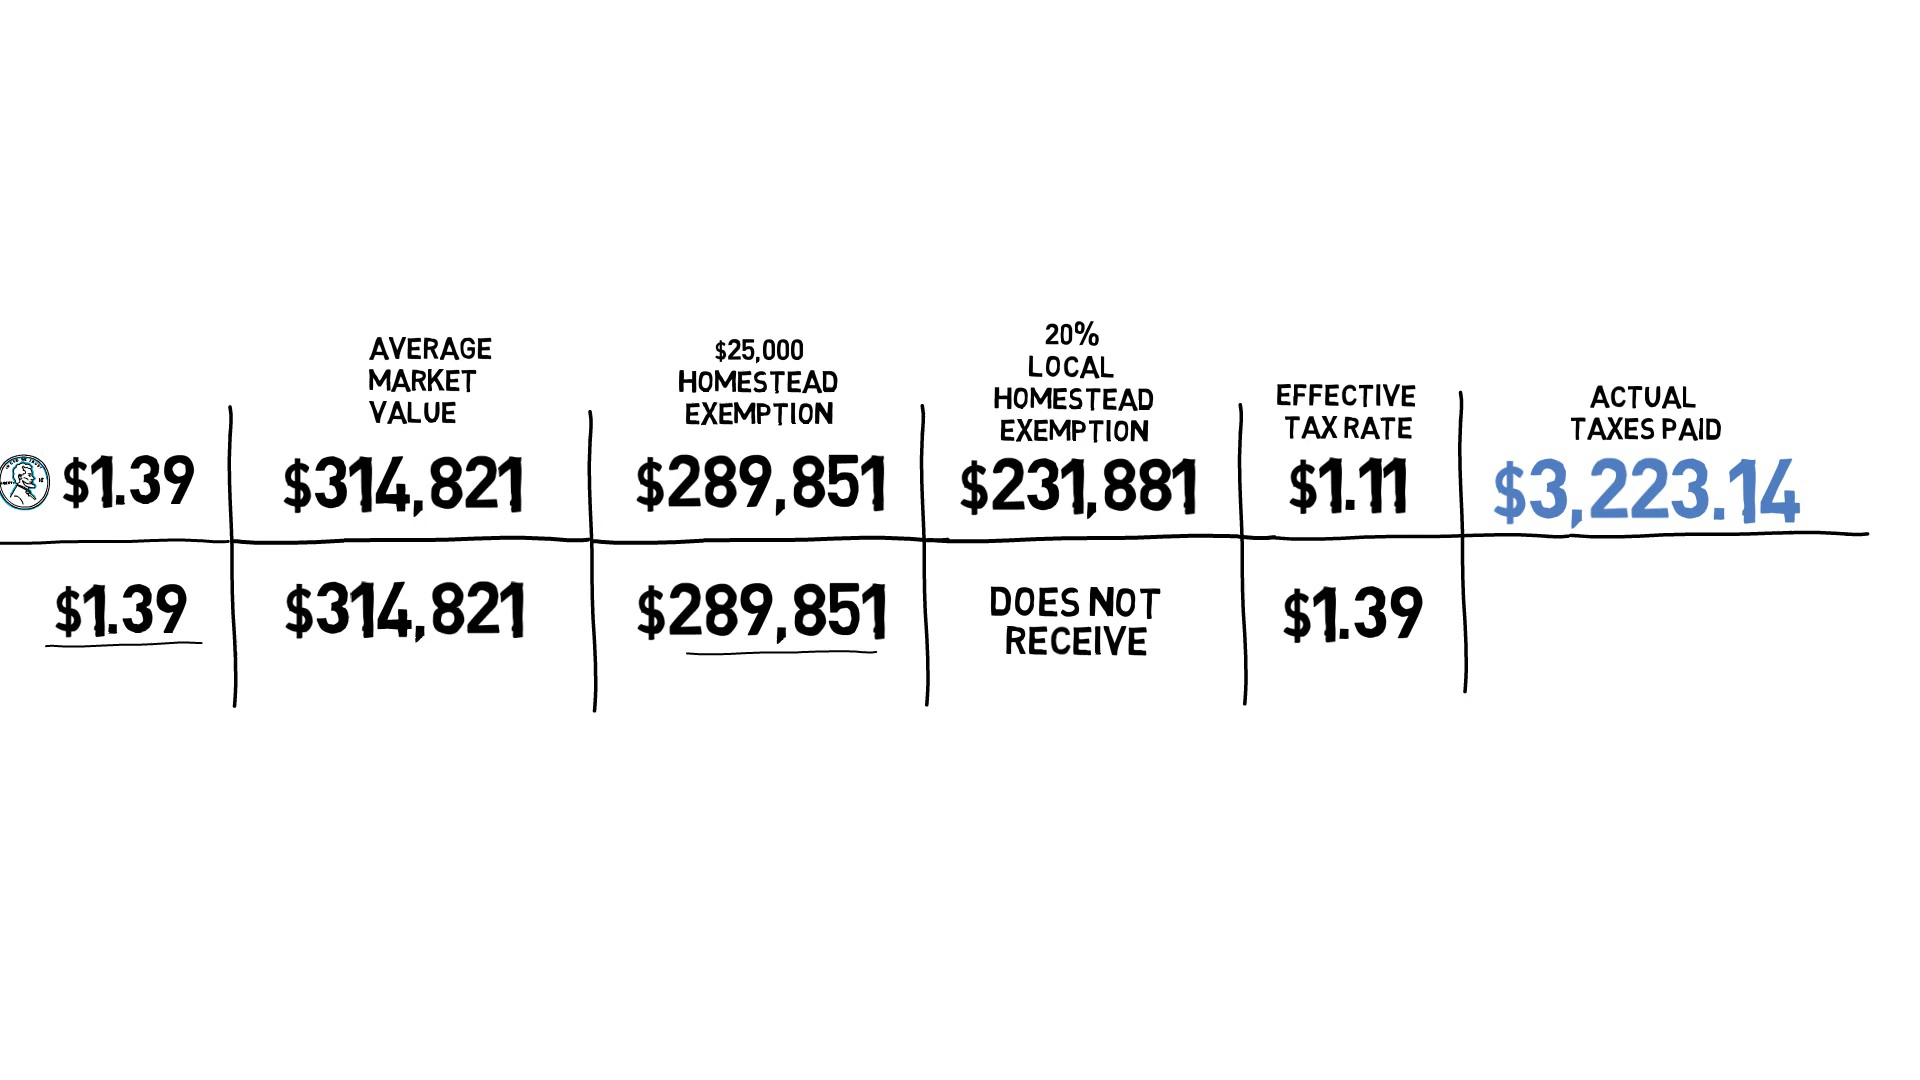 AVERAGE
MARKET
VALUE
$25,000
HOMESTEAD
EXEMPTION
20%
LOCAL
HOMESTEAD
EXEMPTION
EFFECTIVE
TAX RATE
ACTUAL
TAXES PAID
$1.39 $314,821 $289,851 $231,881 $1.11 $3,223.14
$1.39 $314,821 $289,851 DOES NOT
RECEIVE $1.39